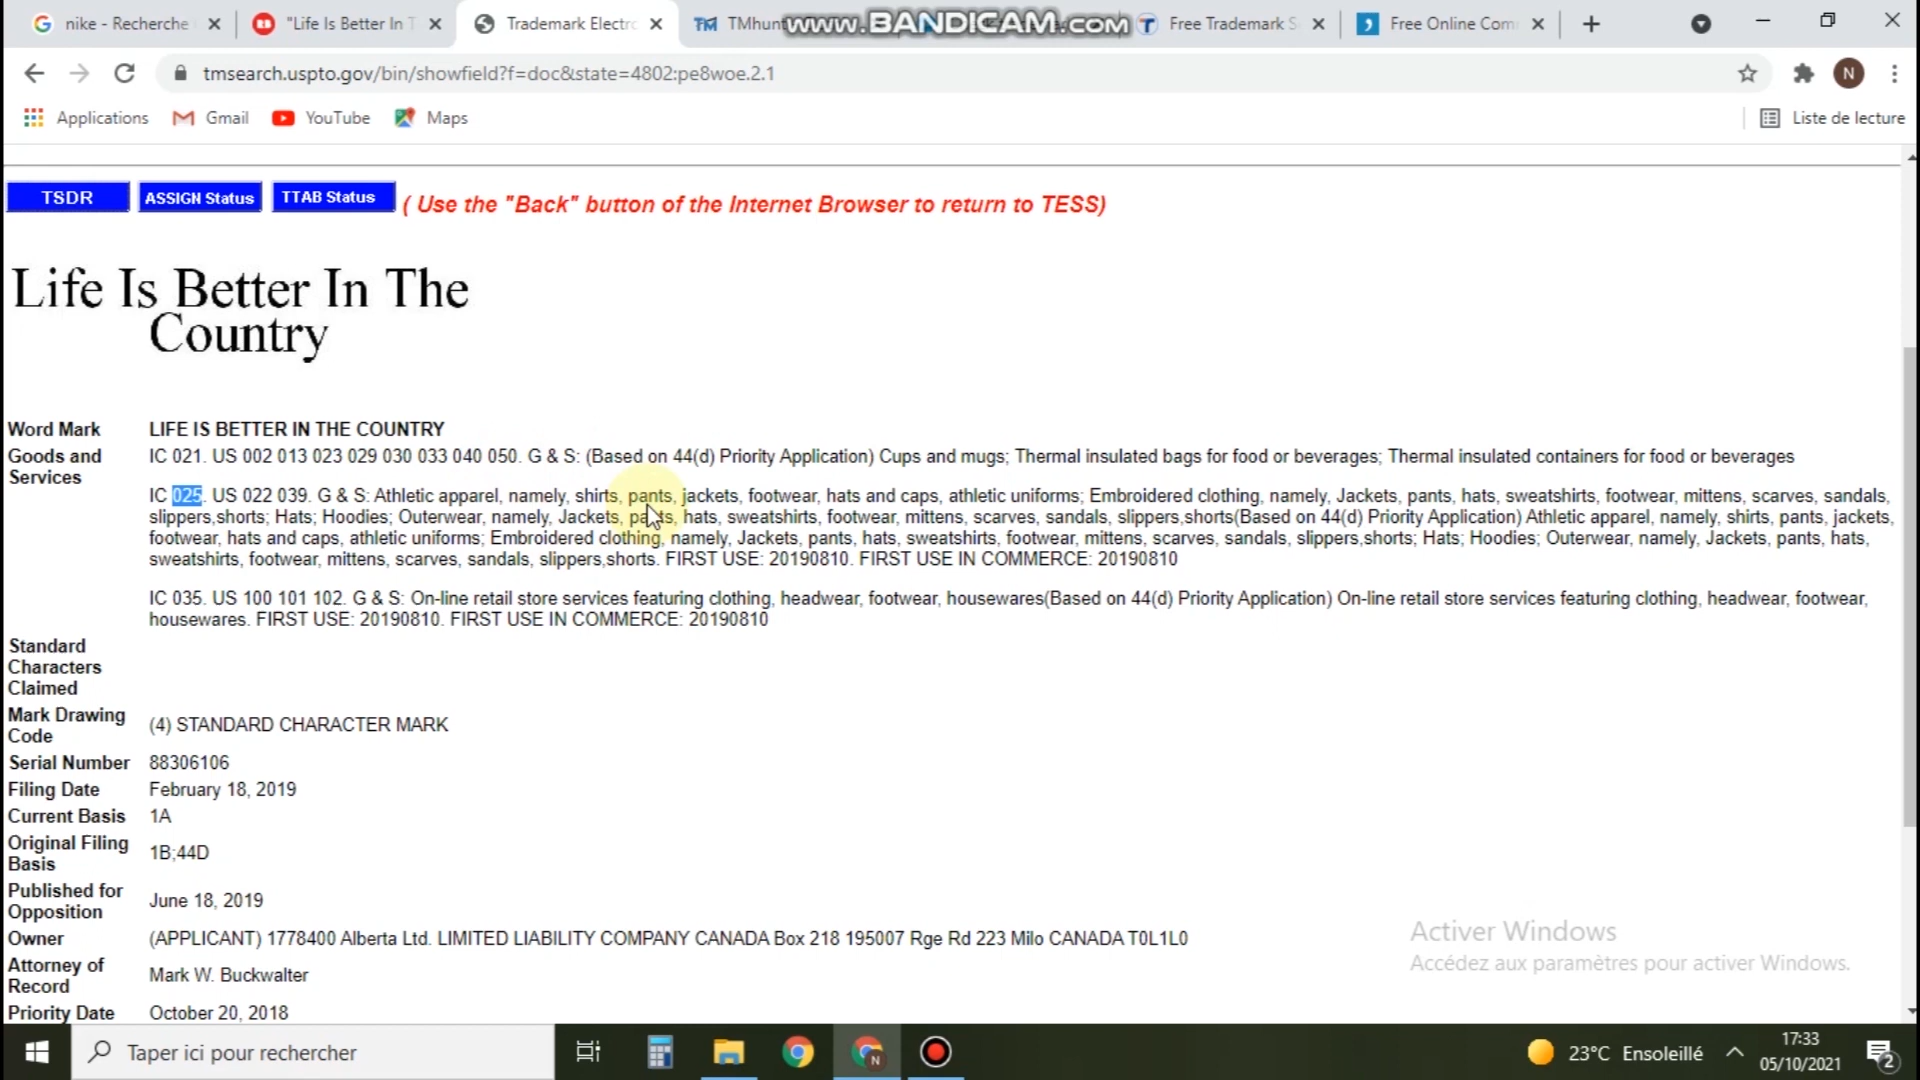 nike - Recherche
"Life Is Better In T
Trademark Electro
TM TMhunt
www.BANDICAM.com
Free Trademark S
Free Online Com
tmsearch.uspto.gov/bin/showfield?f=doc&state=4802:pe8woe.2.1
N
Applications
Gmail
YouTube
Maps
Liste de lecture
TSDR
ASSIGN Status
TTAB Status
( Use the "Back" button of the Internet Browser to return to TESS)
Life Is Better In The
Country
Word Mark LIFE IS BETTER IN THE COUNTRY
Goods and IC 021. US 002 013 023 029 030 033 040 050. G & S: (Based on 44(d) Priority Application) Cups and mugs; Thermal insulated bags for food or beverages; Thermal insulated containers for food or beverages
Services
IC 025. US 022 039. G & S: Athletic apparel, namely, shirts, pants, jackets, footwear, hats and caps, athletic uniforms; Embroidered clothing, namely, Jackets, pants, hats, sweatshirts, footwear, mittens, scarves, sandals,
slippers,shorts; Hats; Hoodies; Outerwear, namely, Jackets, pants, hats, sweatshirts, footwear, mittens, scarves, sandals, slippers,shorts(Based on 44(d) Priority Application) Athletic apparel, namely, shirts, pants, jackets,
footwear, hats and caps, athletic uniforms; Embroidered clothing, namely, Jackets, pants, hats, sweatshirts, footwear, mittens, scarves, sandals, slippers,shorts; Hats; Hoodies; Outerwear, namely, Jackets, pants, hats,
sweatshirts, footwear, mittens, scarves, sandals, slippers,shorts. FIRST USE: 20190810. FIRST USE IN COMMERCE: 20190810
IC 035. US 100 101 102. G & S: On-line retail store services featuring clothing, headwear, footwear, housewares(Based on 44(d) Priority Application) On-line retail store services featuring clothing, headwear, footwear,
housewares. FIRST USE: 20190810. FIRST USE IN COMMERCE: 20190810
Standard
Characters
Claimed
Mark Drawing
Code
(4) STANDARD CHARACTER MARK
Serial Number 88306106
Filing Date February 18, 2019
Current Basis 1A
Original Filing
Basis
1B;44D
Published for
Opposition
June 18, 2019
Owner (APPLICANT) 1778400 Alberta Ltd. LIMITED LIABILITY COMPANY CANADA Box 218 195007 Rge Rd 223 Milo CANADA T0L1L0
Attorney of
Record
Mark W. Buckwalter
Priority Date October 20, 2018
Activer Windows
Accédez aux paramètres pour activer Windows.
Taper ici pour rechercher
N
23°C Ensoleillé
17:33
05/10/2021
2